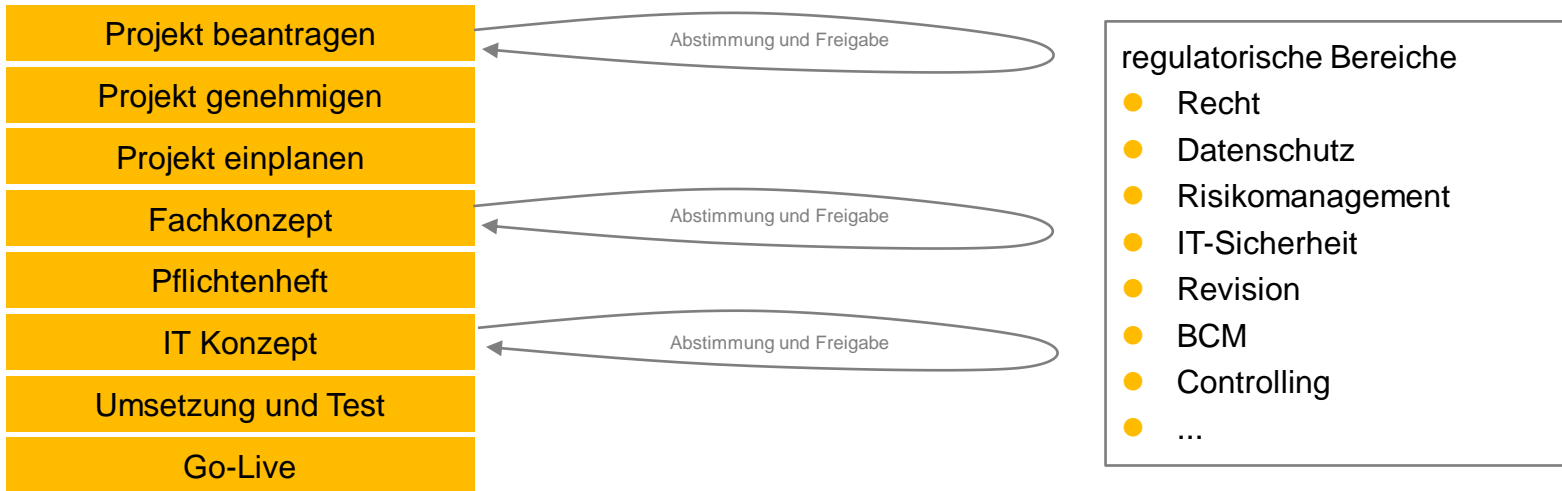 Projekt beantragen
Abstimmung und Freigabe
Projekt genehmigen
Projekt einplanen
Fachkonzept
Abstimmung und Freigabe
Pflichtenheft
IT Konzept
Abstimmung und Freigabe
Umsetzung und Test
Go-Live
regulatorische Bereiche
Recht
Datenschutz
Risikomanagement
IT-Sicherheit
Revision
BCM
Controlling
...